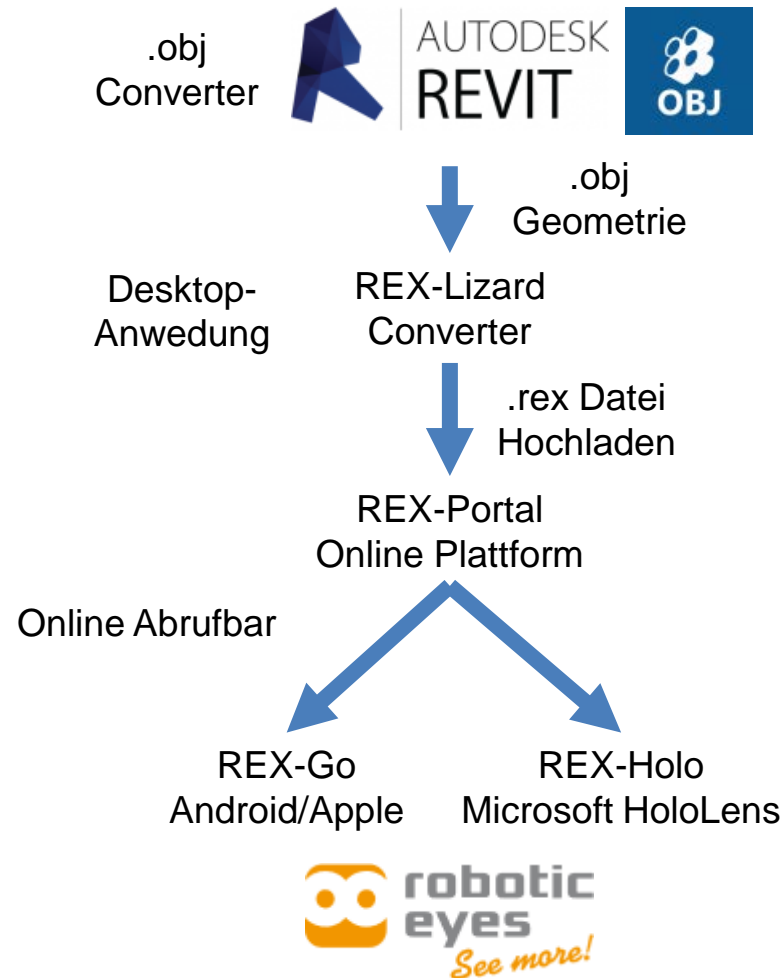 .obj
Converter
AUTODESK
REVIT
OBJ
.obj
Geometrie
Desktop-
Anwedung
REX-Lizard
Converter
.rex Datei
Hochladen
REX-Portal
Online Plattform
Online Abrufbar
REX-Go
Android/Apple
REX-Holo
Microsoft HoloLens
robotic
eyes
See more!